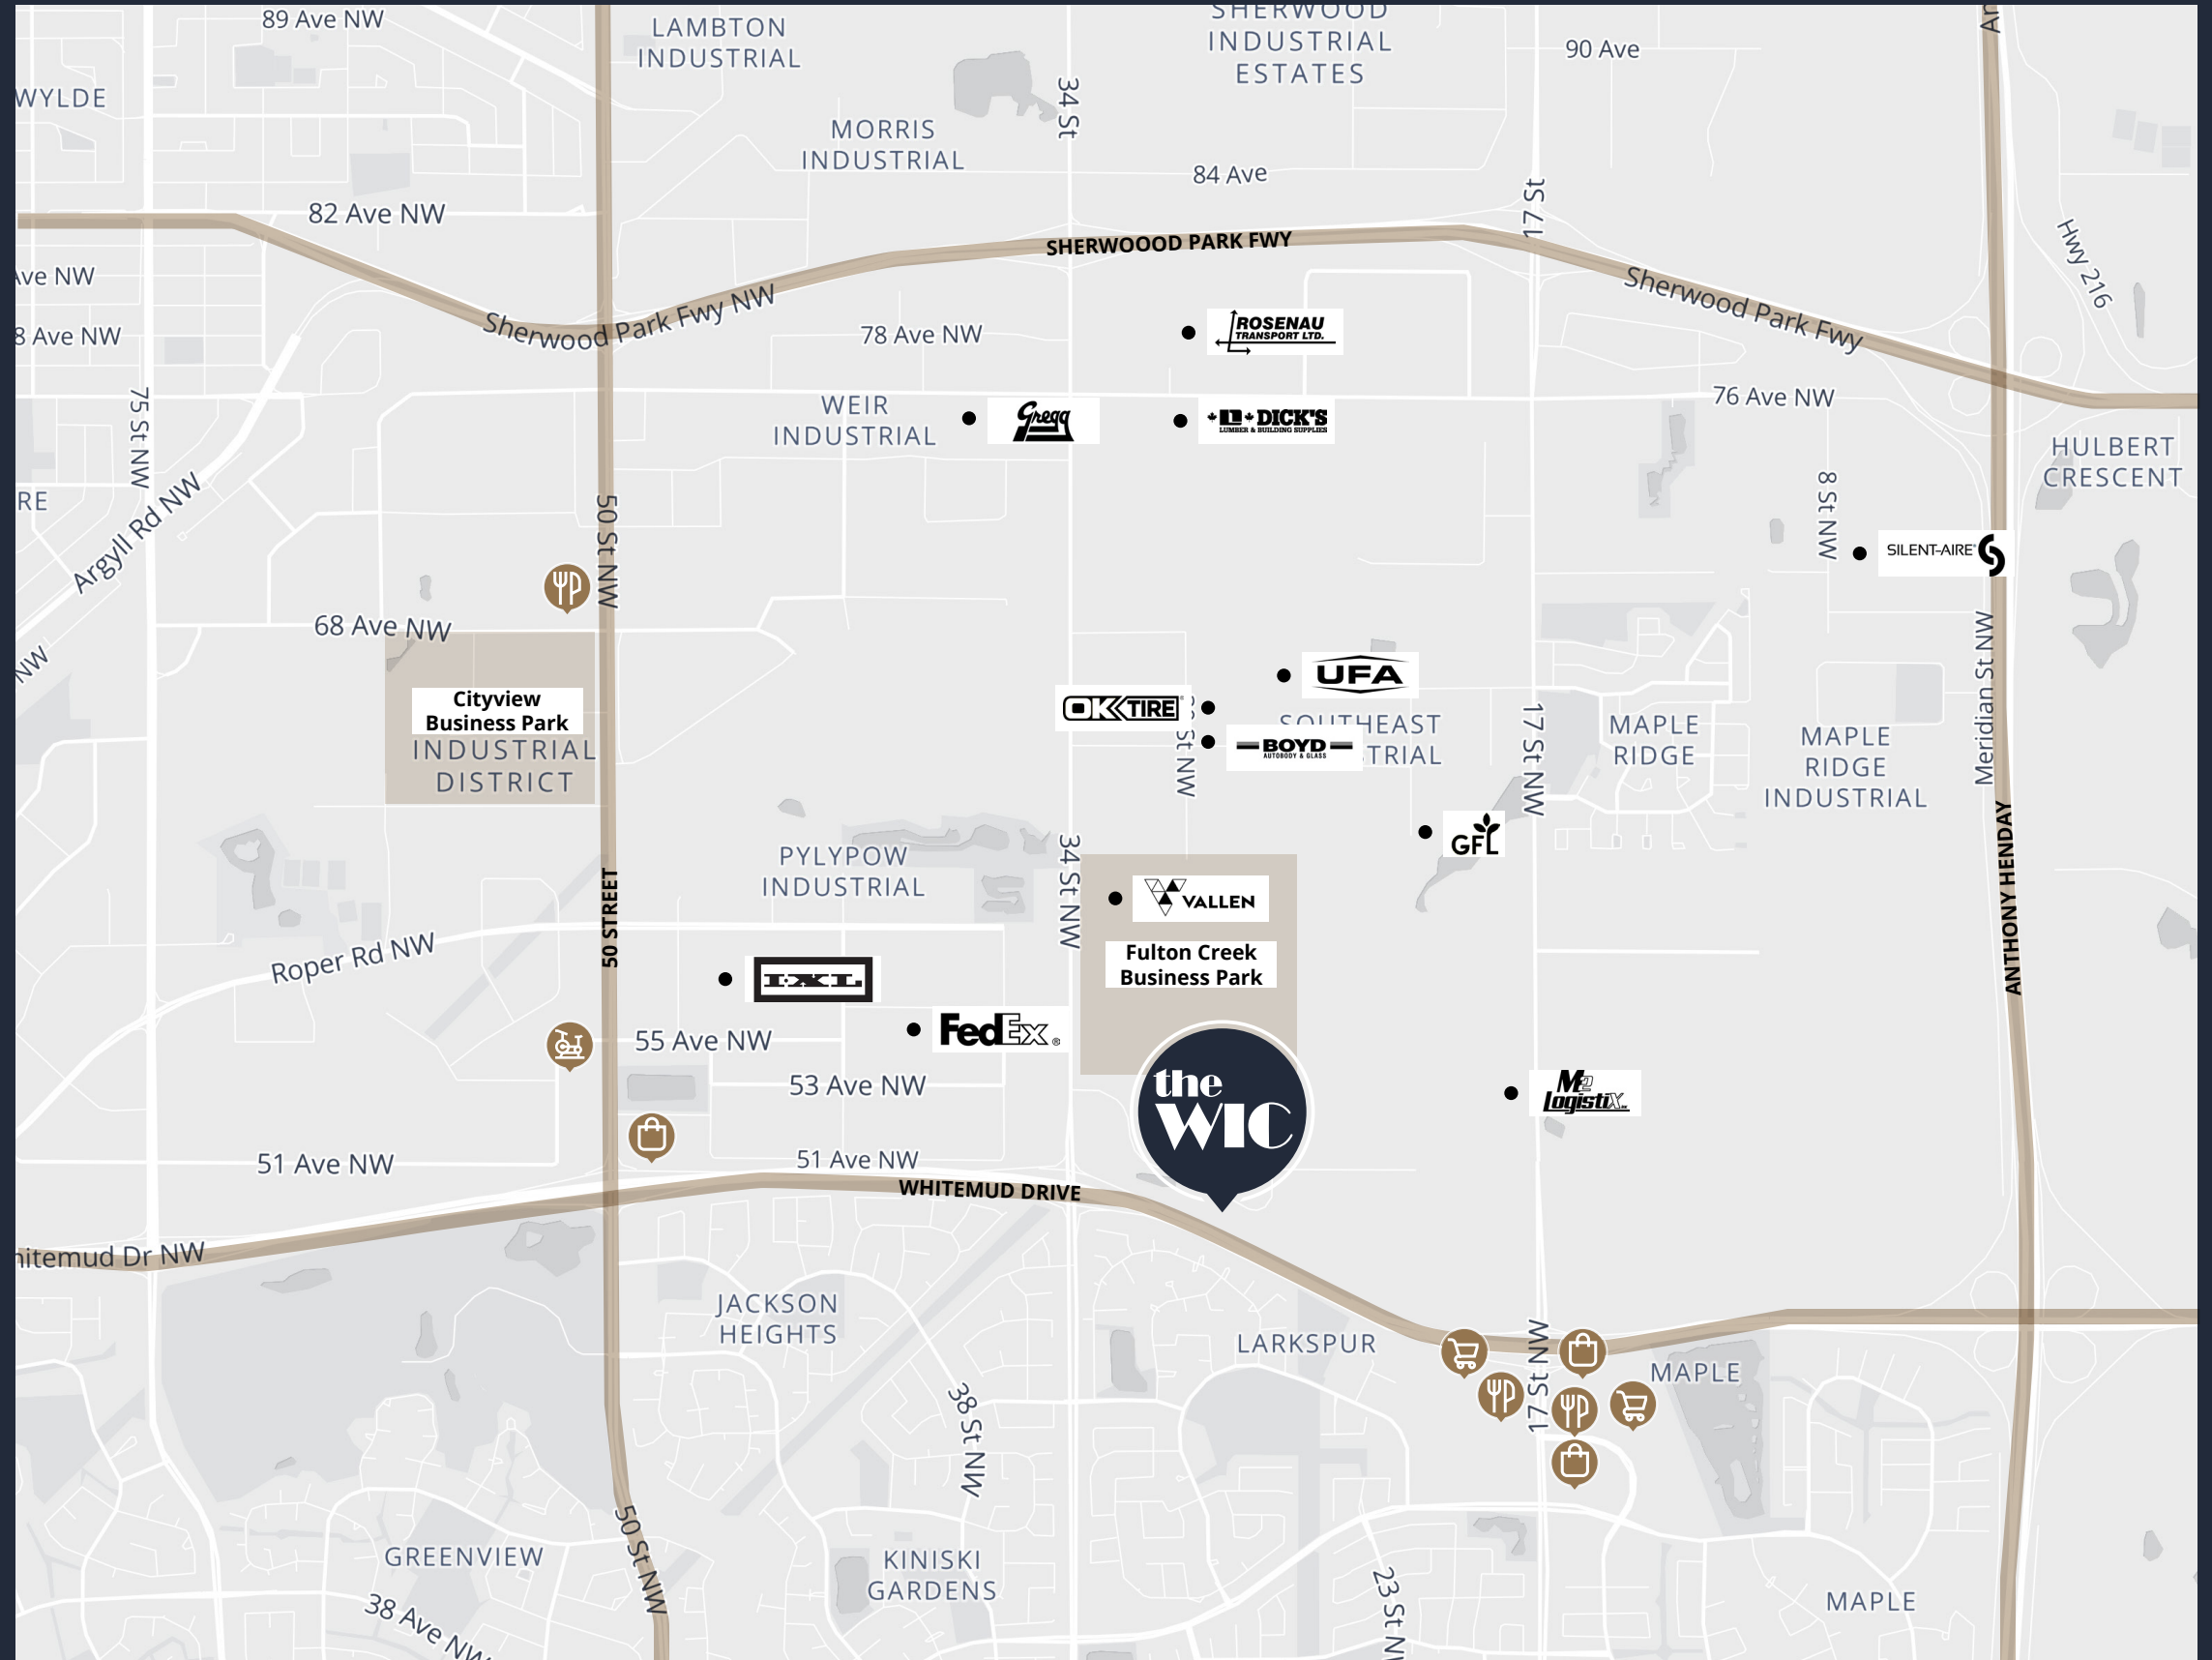 89 Ave NW
LAMBTON
INDUSTRIAL
SHERWOOD
INDUSTRIAL
ESTATES
90 Ave
34 St
WYLDE
MORRIS
INDUSTRIAL
84 Ave
17 St
82 Ave NW
SHERWOOOD PARK FWY
Hwy 216
Ave NW
Sherwood Park Fwy NW
Sherwood Park Fwy
8 Ave NW
78 Ave NW
ROSENAU
TRANSPORT LTD.
75 St NW
WEIR
INDUSTRIAL
Gregg
DICK'S
LUMBER & BUILDING SUPPLIES
76 Ave NW
HULBERT
CRESCENT
RE
Argyll Rd NW
50 St NW
8 St NW
SILENT-AIRE
68 Ave NW
NW
Meridian St NW
UFA
Cityview
Business Park
INDUSTRIAL
DISTRICT
OK TIRE
St NW
BOYD
AUTOBODY & GLASS
17 St NW
MAPLE
RIDGE
MAPLE
RIDGE
INDUSTRIAL
GFL
PYLYPOW
INDUSTRIAL
34 St NW
VALLEN
50 STREET
ANTHONY HENDAY
Roper Rd NW
Fulton Creek
Business Park
I-XL
FedEx®
55 Ave NW
53 Ave NW
the
WIC
M2
Logistix
51 Ave NW
51 Ave NW
WHITEMUD DRIVE
hitemud Dr NW
JACKSON
HEIGHTS
LARKSPUR
17 St NW
MAPLE
38 St NW
50 St NW
GREENVIEW
KINISKI
GARDENS
23 St N
38 Ave NW
MAPLE